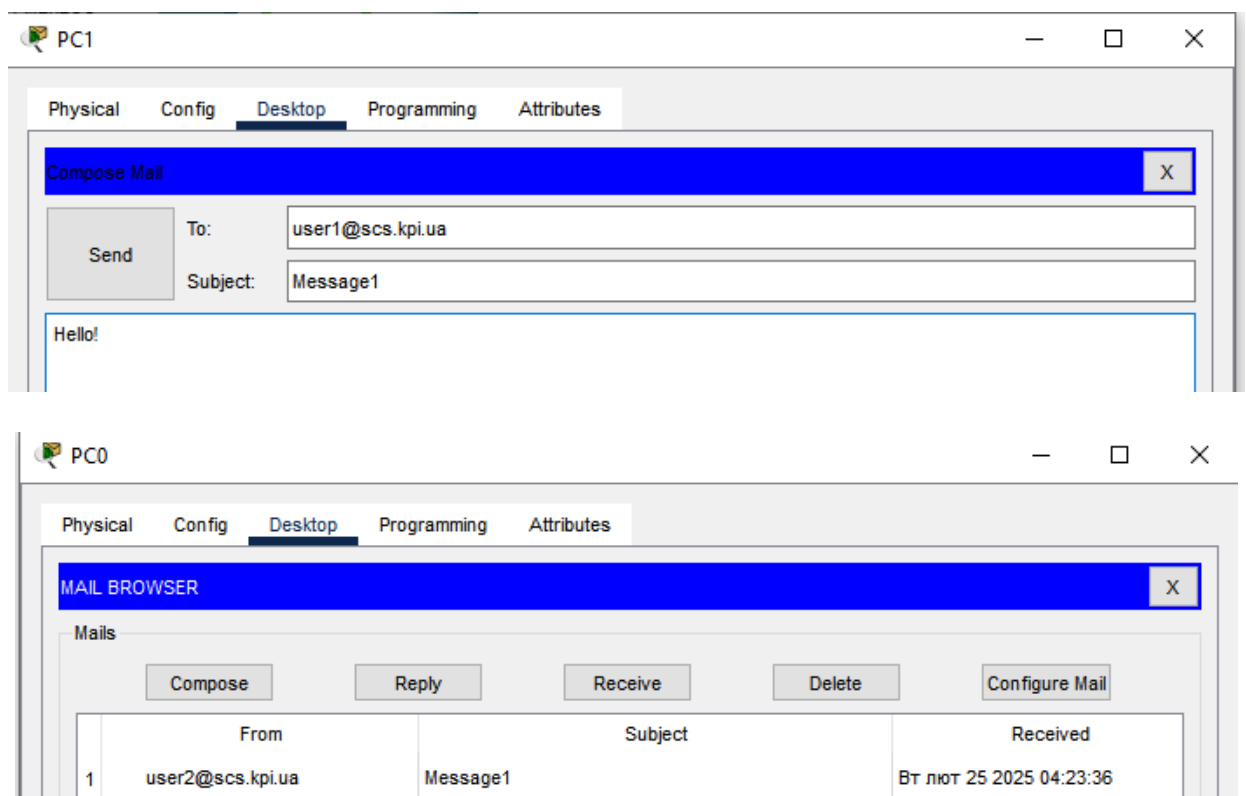 PC1
Physical Config Desktop Programming Attributes
Compose Mail X
Send
To: user1@scs.kpi.ua
Subject: Message1
Hello!
PC0
Physical Config Desktop Programming Attributes
MAIL BROWSER X
Mails
Compose Reply Receive Delete Configure Mail
From Subject Received
1 user2@scs.kpi.ua Message1 Вт лют 25 2025 04:23:36